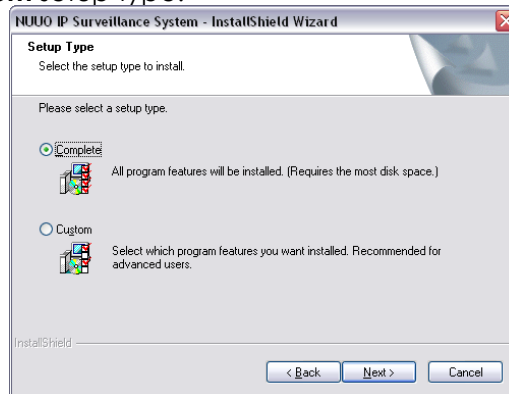 setup type.
NUUO IP Surveillance System - InstallShield Wizard
Setup Type
Select the setup type to install.
Please select a setup type.
Complete
All program features will be installed. (Requires the most disk space.)
Custom
Select which program features you want installed. Recommended for
advanced users.
InstallShield
< Back Next > Cancel